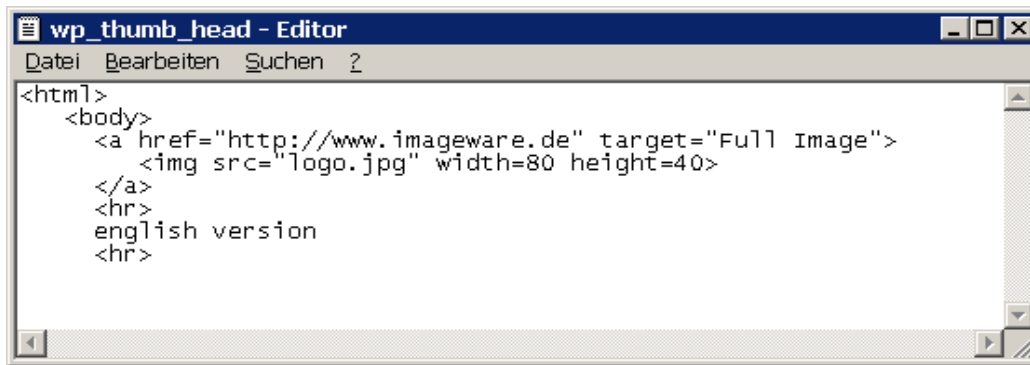 wp_thumb_head - Editor
Datei Bearbeiten Suchen ?
<html>
<body>
<a href="http://www.imageware.de" target="Full Image">
<img src="logo.jpg" width=80 height=40>
</a>
<hr>
english version
<hr>